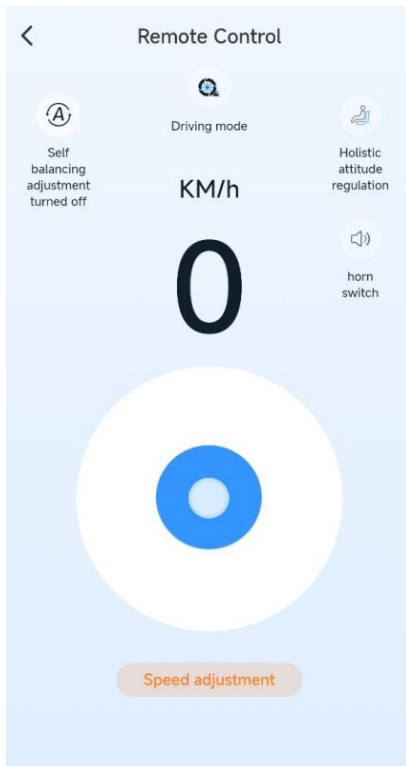 Remote Control
Driving mode
A
Self
balancing
adjustment
turned off
Holistic
attitude
regulation
KM/h
horn
switch
0
Speed adjustment